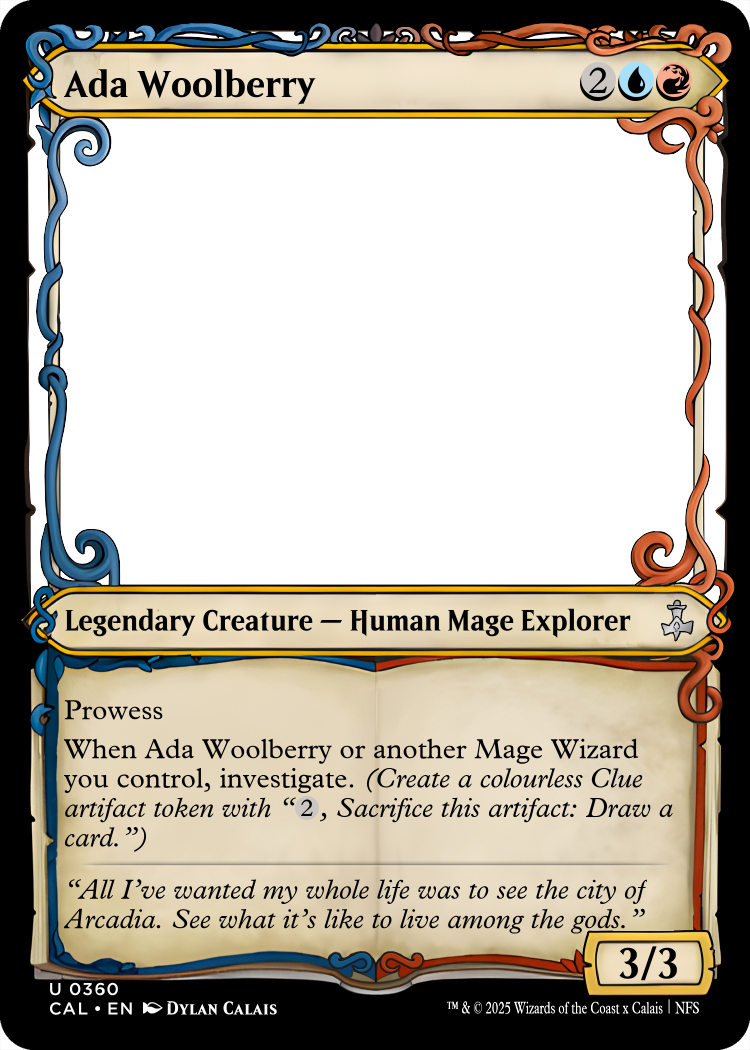 Ada Woolberry 2
Legendary Creature — Human Mage Explorer
Prowess
When Ada Woolberry or another Mage Wizard
you control, investigate. (Create a colourless Clue
artifact token with “2, Sacrifice this artifact: Draw a
card.”)
“All I’ve wanted my whole life was to see the city of
Arcadia. See what it’s like to live among the gods.”
3/3
U 0360
CAL • EN Dylan Calais
™ & © 2025 Wizards of the Coast x Calais | NFS